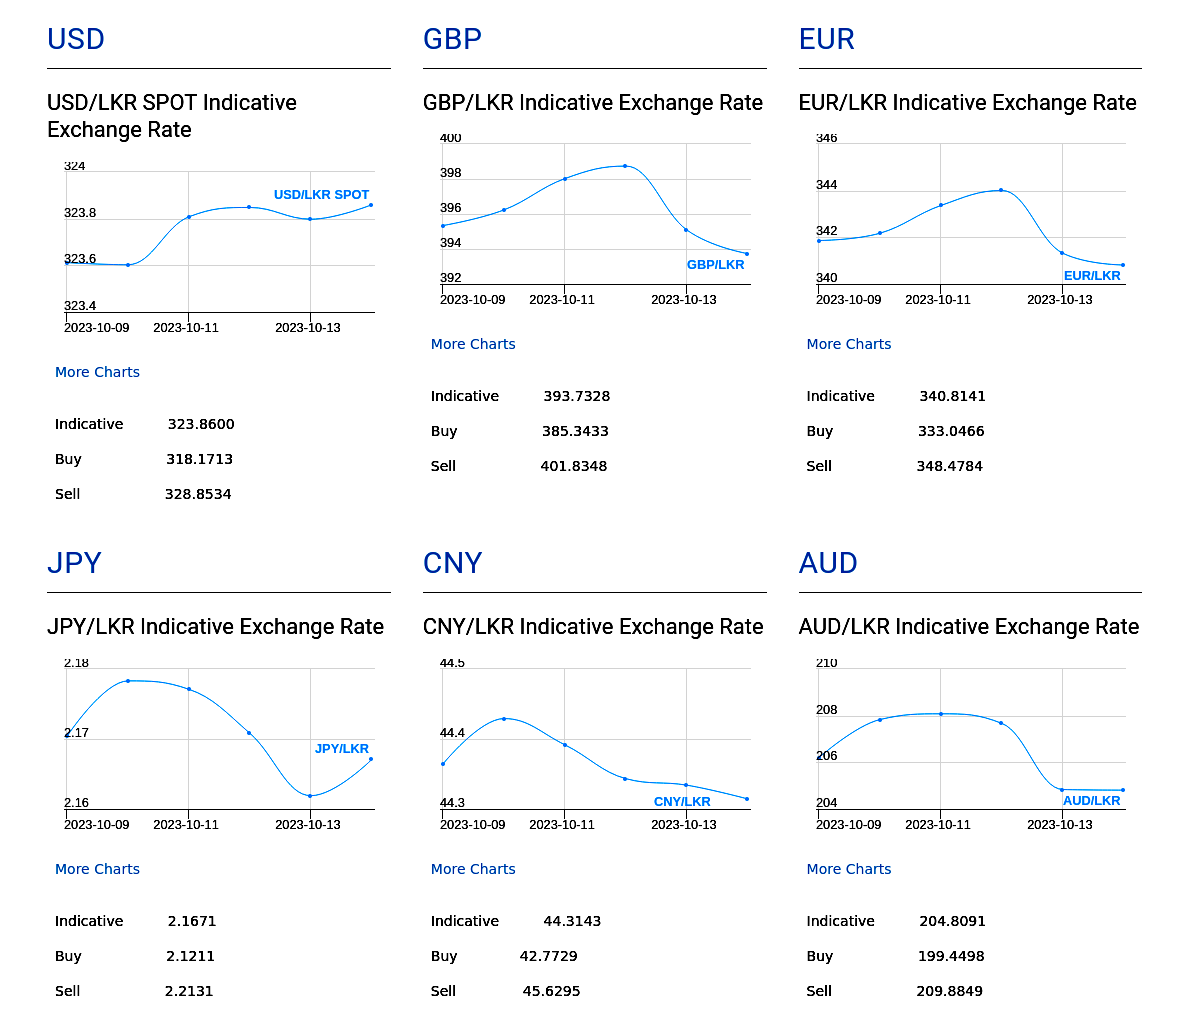 USD
USD/LKR SPOT Indicative
Exchange Rate
324
USD/LKR SPOT
323.8
323.6
323.4
2023-10-09 2023-10-11 2023-10-13
More Charts
Indicative 323.8600
Buy 318.1713
Sell 328.8534
GBP
GBP/LKR Indicative Exchange Rate
400
398
396
394
GBP/LKR
392
2023-10-09 2023-10-11 2023-10-13
More Charts
Indicative 393.7328
Buy 385.3433
Sell 401.8348
EUR
EUR/LKR Indicative Exchange Rate
346
344
342
EUR/LKR
340
2023-10-09 2023-10-11 2023-10-13
More Charts
Indicative 340.8141
Buy 333.0466
Sell 348.4784
JPY
JPY/LKR Indicative Exchange Rate
2.18
2.17
JPY/LKR
2.16
2023-10-09 2023-10-11 2023-10-13
More Charts
Indicative 2.1671
Buy 2.1211
Sell 2.2131
CNY
CNY/LKR Indicative Exchange Rate
44.5
44.4
CNY/LKR
44.3
2023-10-09 2023-10-11 2023-10-13
More Charts
Indicative 44.3143
Buy 42.7729
Sell 45.6295
AUD
AUD/LKR Indicative Exchange Rate
210
208
206
AUD/LKR
204
2023-10-09 2023-10-11 2023-10-13
More Charts
Indicative 204.8091
Buy 199.4498
Sell 209.8849